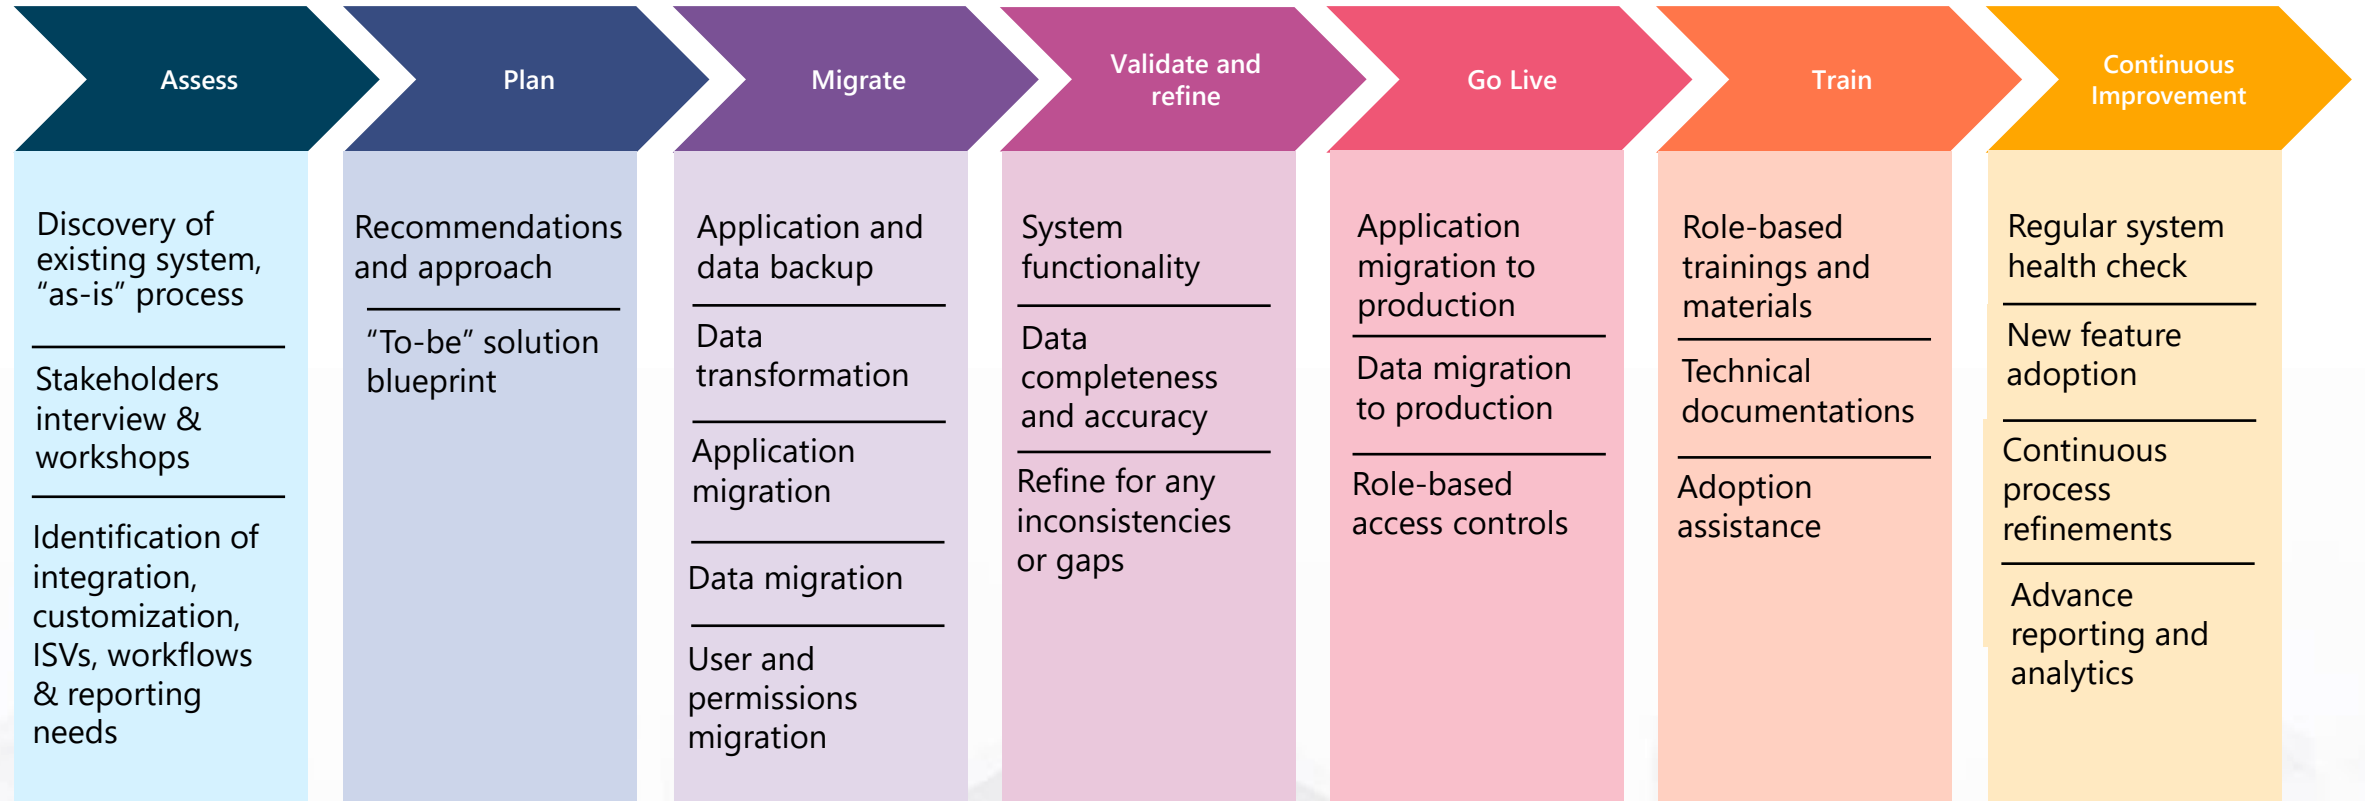 Assess
Plan
Migrate
Validate and
refine
Go Live
Train
Continuous
Improvement
Discovery of
existing system,
“as-is” process
Stakeholders
interview &
workshops
Identification of
integration,
customization,
ISVs, workflows
& reporting
needs
Recommendations
and approach
“To-be” solution
blueprint
Application and
data backup
Data
transformation
Application
migration
Data migration
User and
permissions
migration
System
functionality
Data
completeness
and accuracy
Refine for any
inconsistencies
or gaps
Application
migration to
production
Data migration
to production
Role-based
access controls
Role-based
trainings and
materials
Technical
documentations
Adoption
assistance
Regular system
health check
New feature
adoption
Continuous
process
refinements
Advance
reporting and
analytics